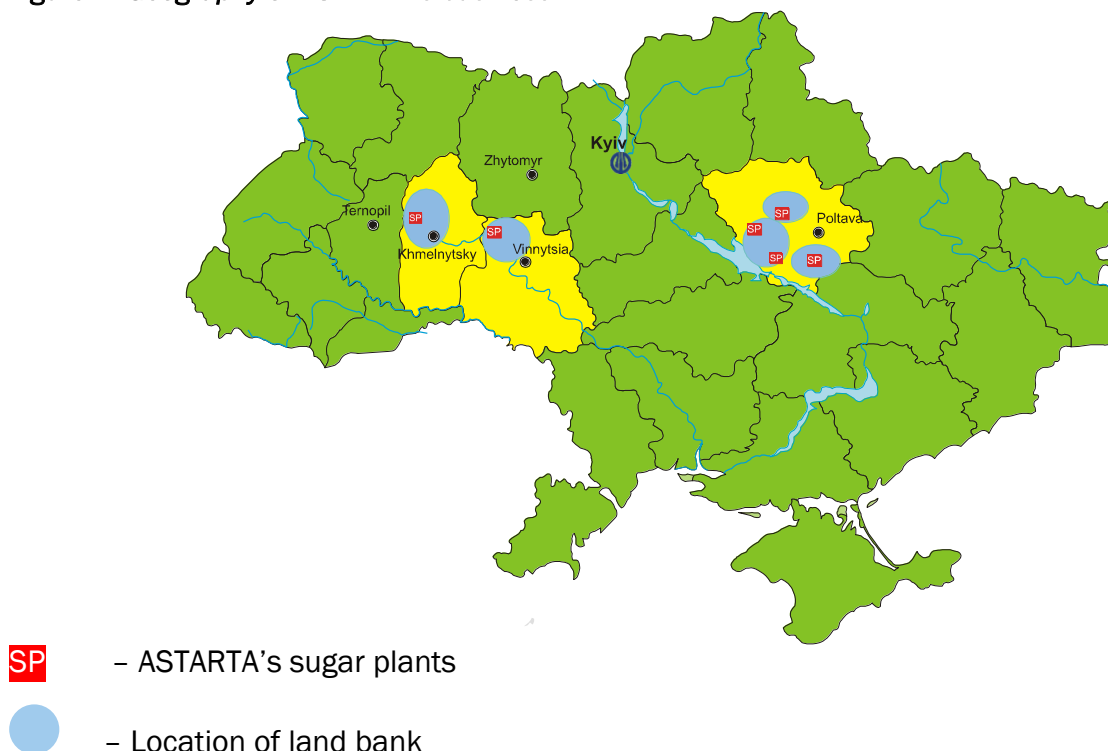 Kyiv
Zhytomyr
Ternopil
SP
SP
SP
Poltava
SP
Khmelnytsky
Vinnytsia
SP
SP
SP – ASTARTA's sugar plants
– Location of land bank